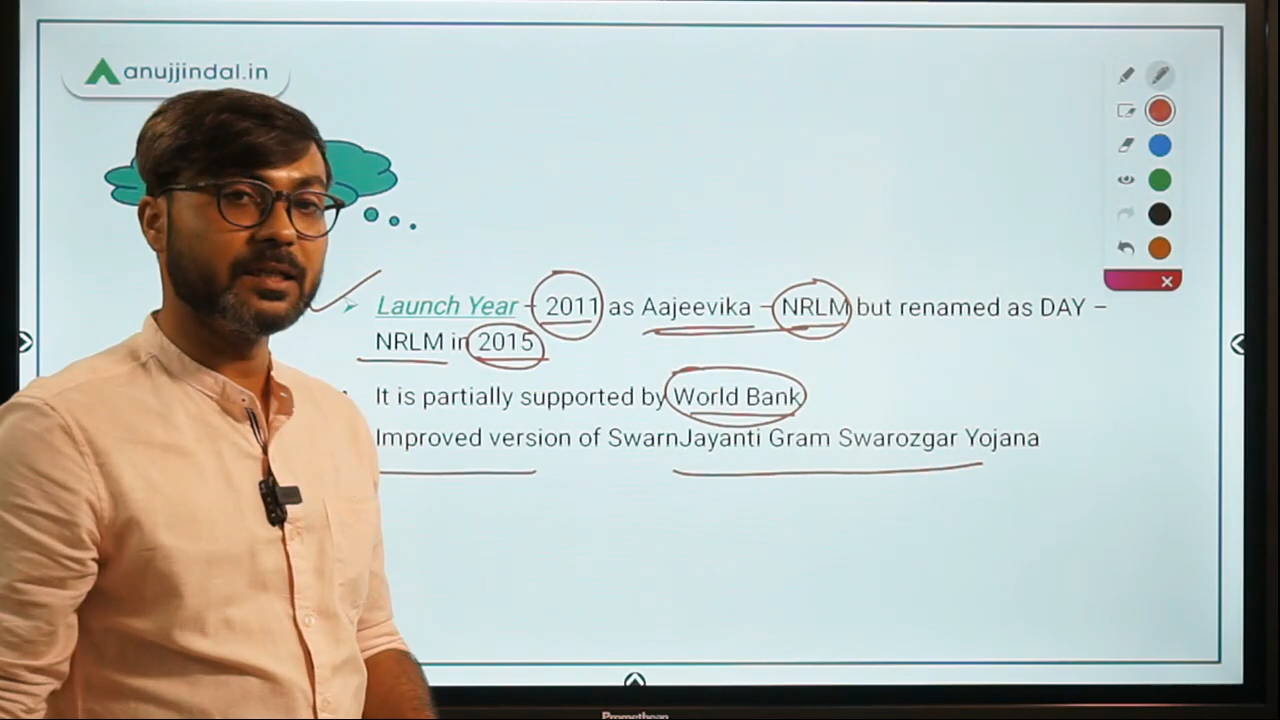 anujjindal.in
Launch Year - 2011 as Aajeevika – NRLM but renamed as DAY –
NRLM in 2015
It is partially supported by World Bank
Improved version of SwarnJayanti Gram Swarozgar Yojana
Promethean